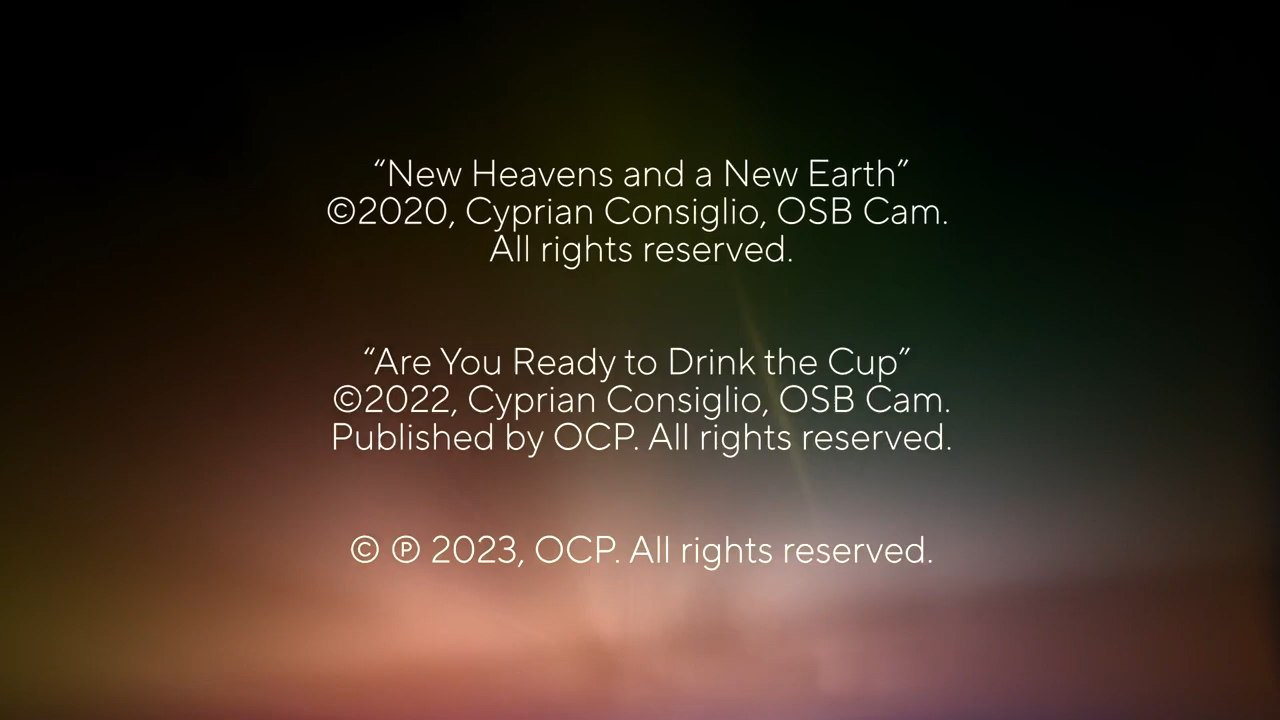 “New Heavens and a New Earth”
©2020, Cyprian Consiglio, OSB Cam.
All rights reserved.
“Are You Ready to Drink the Cup”
©2022, Cyprian Consiglio, OSB Cam.
Published by OCP. All rights reserved.
© ℗ 2023, OCP. All rights reserved.